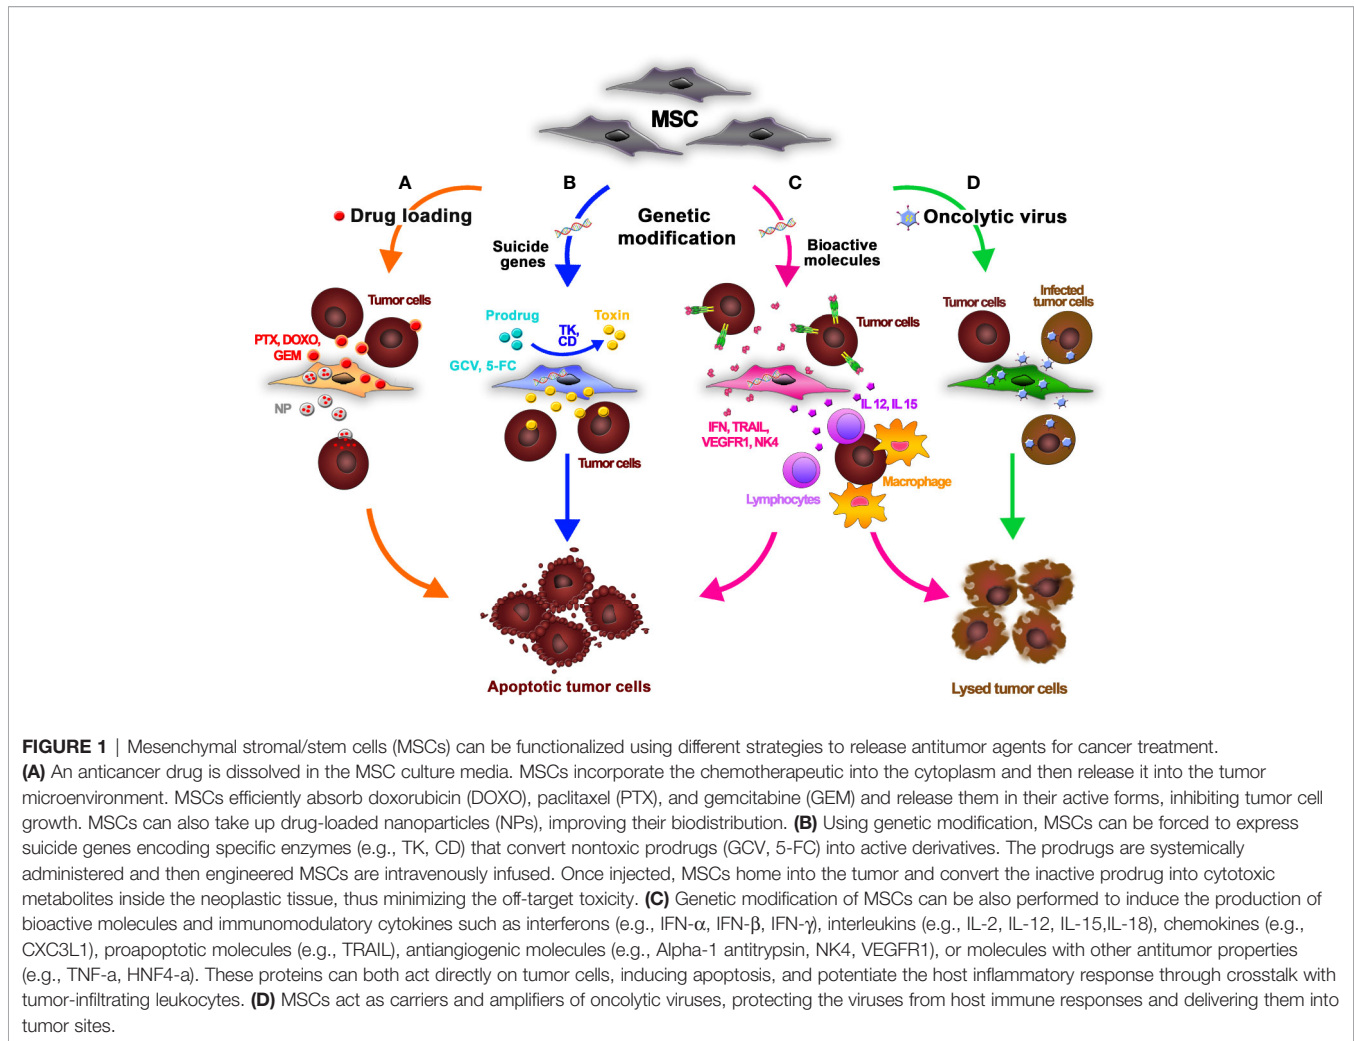 MSC
A
B
C
D
Drug loading
Genetic
modification
Oncolytic virus
Suicide
genes
Bioactive
molecules
Tumor cells
PTX, DOXO,
GEM
NP
Prodrug
Toxin
TK,
CD
GCV, 5-FC
Tumor cells
Tumor cells
IL 12, IL 15
IFN, TRAIL,
VEGFR1, NK4
Lymphocytes
Macrophage
Tumor cells
Infected
tumor cells
Apoptotic tumor cells
Lysed tumor cells
FIGURE 1 | Mesenchymal stromal/stem cells (MSCs) can be functionalized using different strategies to release antitumor agents for cancer treatment.
(A) An anticancer drug is dissolved in the MSC culture media. MSCs incorporate the chemotherapeutic into the cytoplasm and then release it into the tumor
microenvironment. MSCs efficiently absorb doxorubicin (DOXO), paclitaxel (PTX), and gemcitabine (GEM) and release them in their active forms, inhibiting tumor cell
growth. MSCs can also take up drug-loaded nanoparticles (NPs), improving their biodistribution. (B) Using genetic modification, MSCs can be forced to express
suicide genes encoding specific enzymes (e.g., TK, CD) that convert nontoxic prodrugs (GCV, 5-FC) into active derivatives. The prodrugs are systemically
administered and then engineered MSCs are intravenously infused. Once injected, MSCs home into the tumor and convert the inactive prodrug into cytotoxic
metabolites inside the neoplastic tissue, thus minimizing the off-target toxicity. (C) Genetic modification of MSCs can be also performed to induce the production of
bioactive molecules and immunomodulatory cytokines such as interferons (e.g., IFN-α, IFN-β, IFN-γ), interleukins (e.g., IL-2, IL-12, IL-15,IL-18), chemokines (e.g.,
CXC3L1), proapoptotic molecules (e.g., TRAIL), antiangiogenic molecules (e.g., Alpha-1 antitrypsin, NK4, VEGFR1), or molecules with other antitumor properties
(e.g., TNF-a, HNF4-a). These proteins can both act directly on tumor cells, inducing apoptosis, and potentiate the host inflammatory response through crosstalk with
tumor-infiltrating leukocytes. (D) MSCs act as carriers and amplifiers of oncolytic viruses, protecting the viruses from host immune responses and delivering them into
tumor sites.